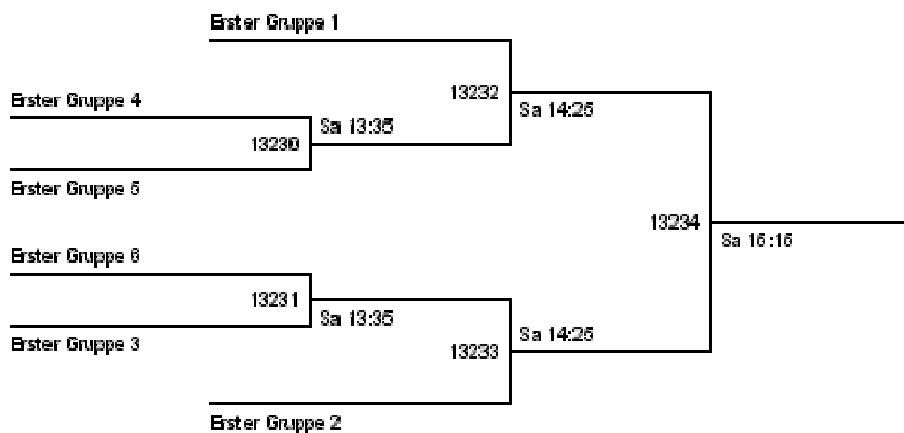 Erster Gruppe 1
13232
Erster Gruppe 4
Sa 14:25
Sa 13:35
13230
Erster Gruppe 5
13234
Sa 15:15
Erster Gruppe 6
13231
Sa 13:35
Sa 14:25
Erster Gruppe 3
13233
Erster Gruppe 2